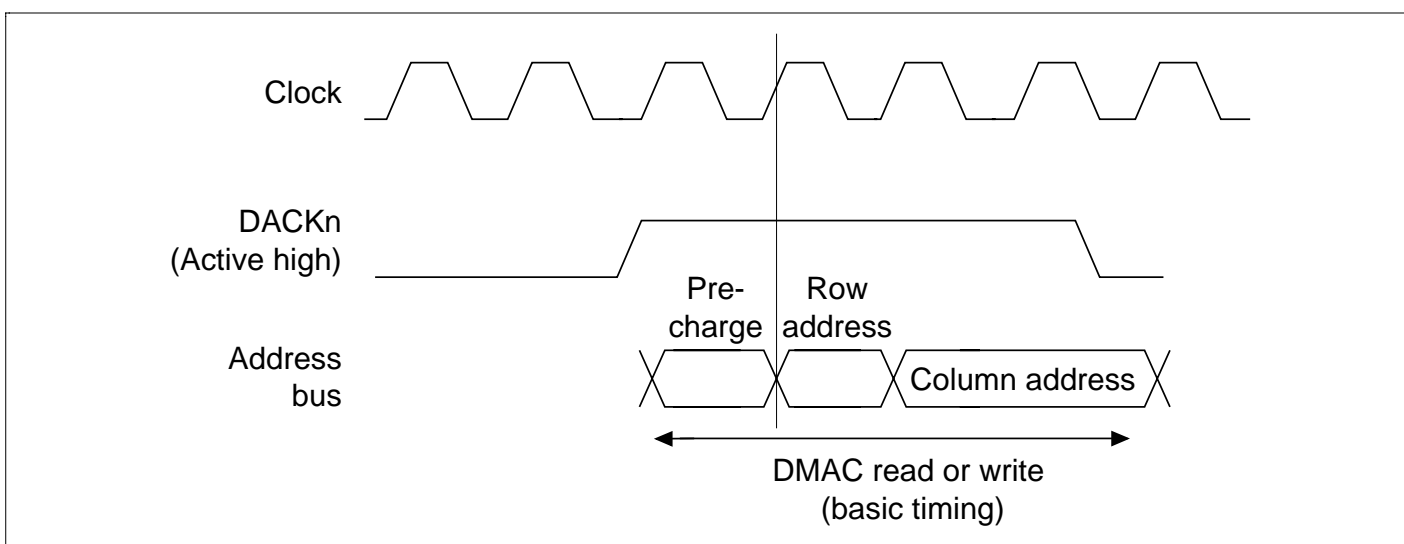 Clock
DACKn
(Active high)
Pre-
charge
Row
address
Address
bus
Column address
DMAC read or write
(basic timing)